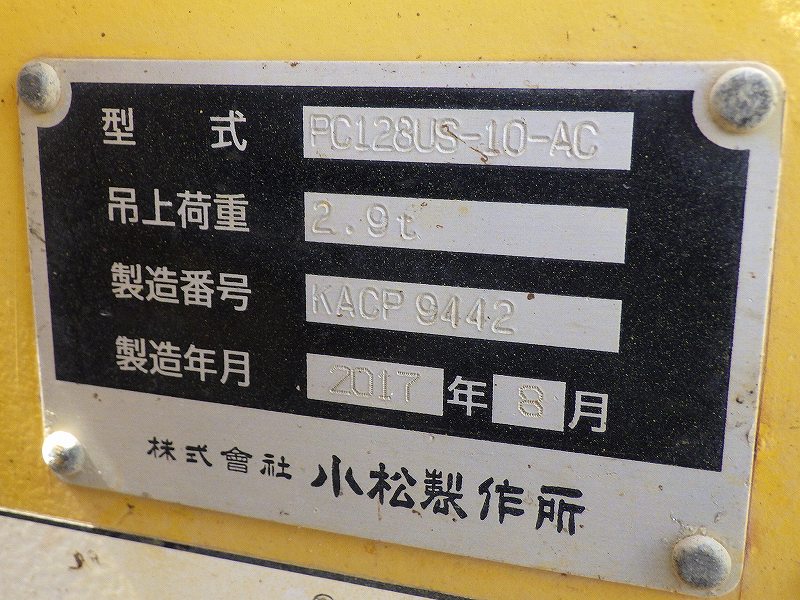 型 式 PC128US-10-AC
吊上荷重 2.9t
製造番号 KACP 9442
製造年月 2017 年 8 月
株式會社 小松製作所